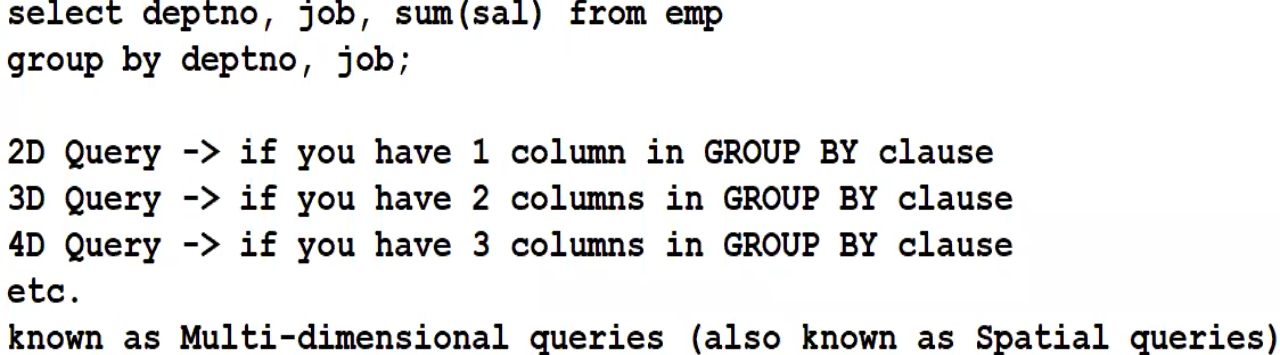 select deptno, job, sum(sal) from emp
group by deptno, job;
2D Query -> if you have 1 column in GROUP BY clause
3D Query -> if you have 2 columns in GROUP BY clause
4D Query -> if you have 3 columns in GROUP BY clause
etc.
known as Multi-dimensional queries (also known as Spatial queries)